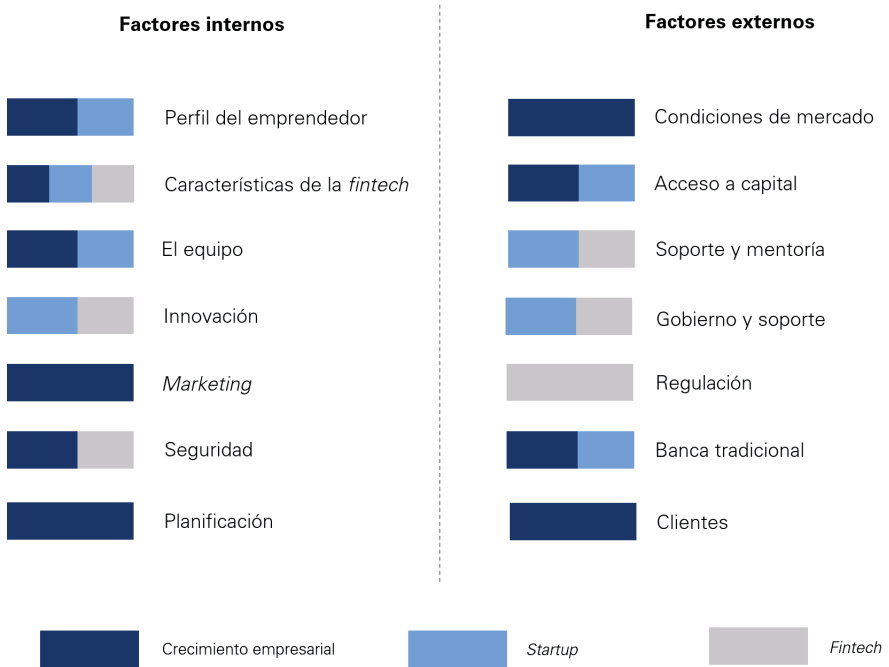 Factores internos
Factores externos
Perfil del emprendedor
Condiciones de mercado
Características de la fintech
Acceso a capital
El equipo
Soporte y mentoría
Innovación
Gobierno y soporte
Marketing
Regulación
Seguridad
Banca tradicional
Planificación
Clientes
Crecimiento empresarial
Startup
Fintech